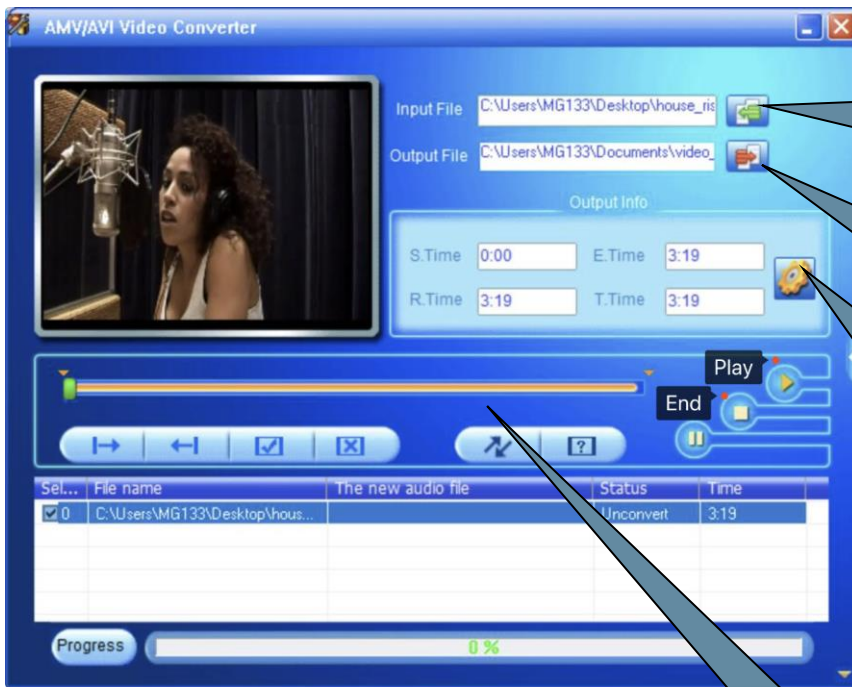 AMV/AVI Video Converter
Input File C:\Users\MG133\Desktop\house_ris
Output File C:\Users\MG133\Documents\video_
Output Info
S.Time 0:00 E.Time 3:19
R.Time 3:19 T.Time 3:19
Play
End
?
Sel... File name The new audio file Status Time
0 C:\Users\MG133\Desktop\hous... Unconvert 3:19
Progress 0 %